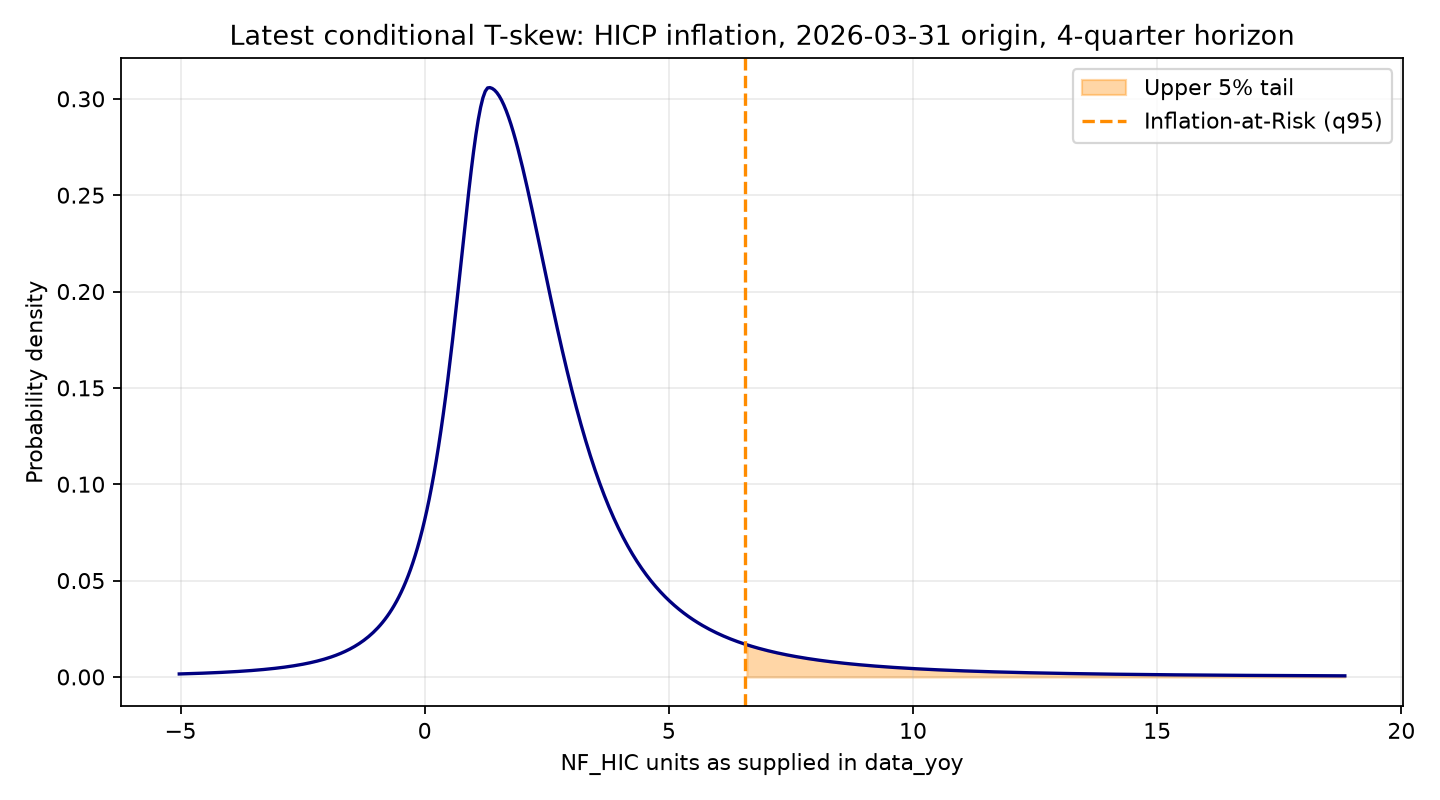 Latest conditional T-skew: HICP inflation, 2026-03-31 origin, 4-quarter horizon
Upper 5% tail
Inflation-at-Risk (q95)
Probability density
0.30
0.25
0.20
0.15
0.10
0.05
0.00
−5
0
5
10
15
20
NF_HIC units as supplied in data_yoy